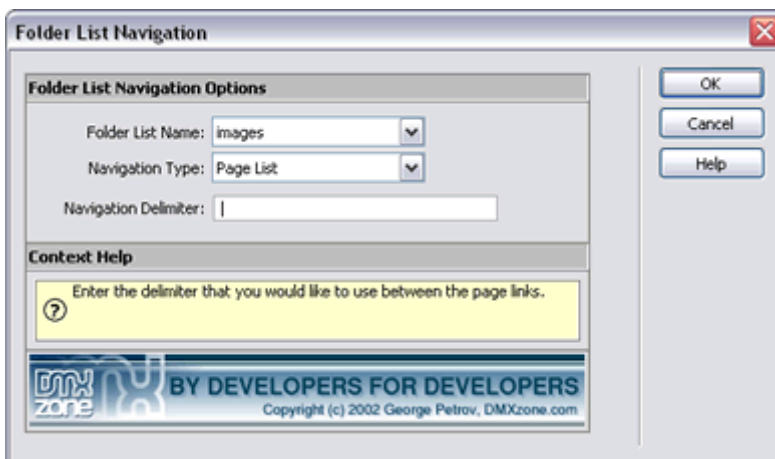 Folder List Navigation
Folder List Navigation Options
Folder List Name: images
Navigation Type: Page List
Navigation Delimiter: |
OK
Cancel
Help
Context Help
Enter the delimiter that you would like to use between the page links.
?
DMX zone
BY DEVELOPERS FOR DEVELOPERS
Copyright (c) 2002 George Petrov, DMXzone.com